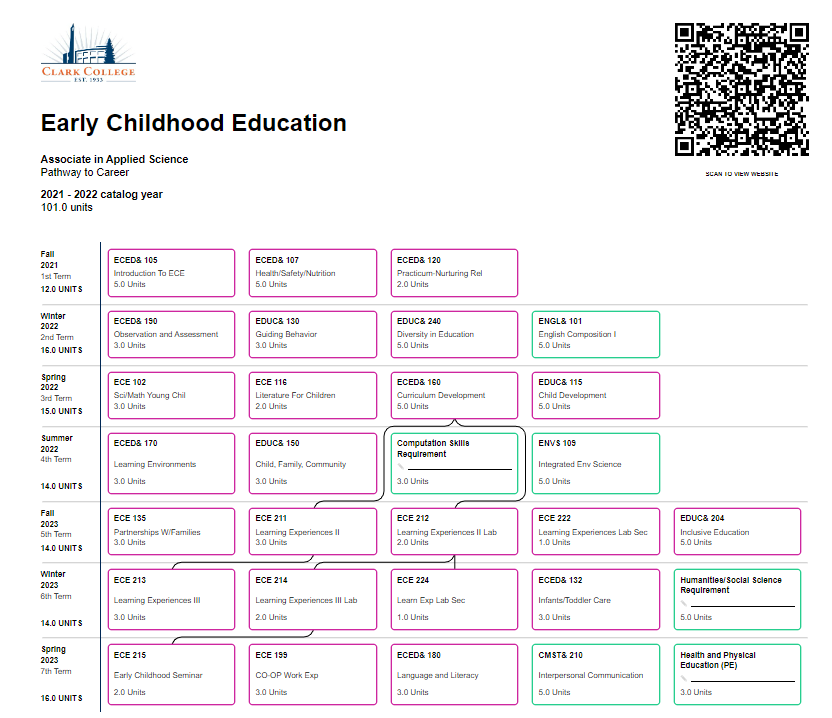 CLARK COLLEGE
EST. 1933
SCAN TO VIEW WEBSITE
Early Childhood Education
Associate in Applied Science
Pathway to Career
2021 - 2022 catalog year
101.0 units
Fall
2021
1st Term
12.0 UNITS
ECED& 105
Introduction To ECE
5.0 Units
ECED& 107
Health/Safety/Nutrition
5.0 Units
ECED& 120
Practicum-Nurturing Rel
2.0 Units
Winter
2022
2nd Term
16.0 UNITS
ECED& 190
Observation and Assessment
3.0 Units
EDUC& 130
Guiding Behavior
3.0 Units
EDUC& 240
Diversity in Education
5.0 Units
ENGL& 101
English Composition I
5.0 Units
Spring
2022
3rd Term
15.0 UNITS
ECE 102
Sci/Math Young Chil
3.0 Units
ECE 116
Literature For Children
2.0 Units
ECED& 160
Curriculum Development
5.0 Units
EDUC& 115
Child Development
5.0 Units
Summer
2022
4th Term
14.0 UNITS
ECED& 170
Learning Environments
3.0 Units
EDUC& 150
Child, Family, Community
3.0 Units
Computation Skills
Requirement
3.0 Units
ENVS 109
Integrated Env Science
5.0 Units
Fall
2023
5th Term
14.0 UNITS
ECE 135
Partnerships W/Families
3.0 Units
ECE 211
Learning Experiences II
3.0 Units
ECE 212
Learning Experiences II Lab
2.0 Units
ECE 222
Learning Experiences Lab Sec
1.0 Units
EDUC& 204
Inclusive Education
5.0 Units
Winter
2023
6th Term
14.0 UNITS
ECE 213
Learning Experiences III
3.0 Units
ECE 214
Learning Experiences III Lab
2.0 Units
ECE 224
Learn Exp Lab Sec
1.0 Units
ECED& 132
Infants/Toddler Care
3.0 Units
Humanities/Social Science
Requirement
5.0 Units
Spring
2023
7th Term
16.0 UNITS
ECE 215
Early Childhood Seminar
2.0 Units
ECE 199
CO-OP Work Exp
3.0 Units
ECED& 180
Language and Literacy
3.0 Units
CMST& 210
Interpersonal Communication
5.0 Units
Health and Physical
Education (PE)
3.0 Units